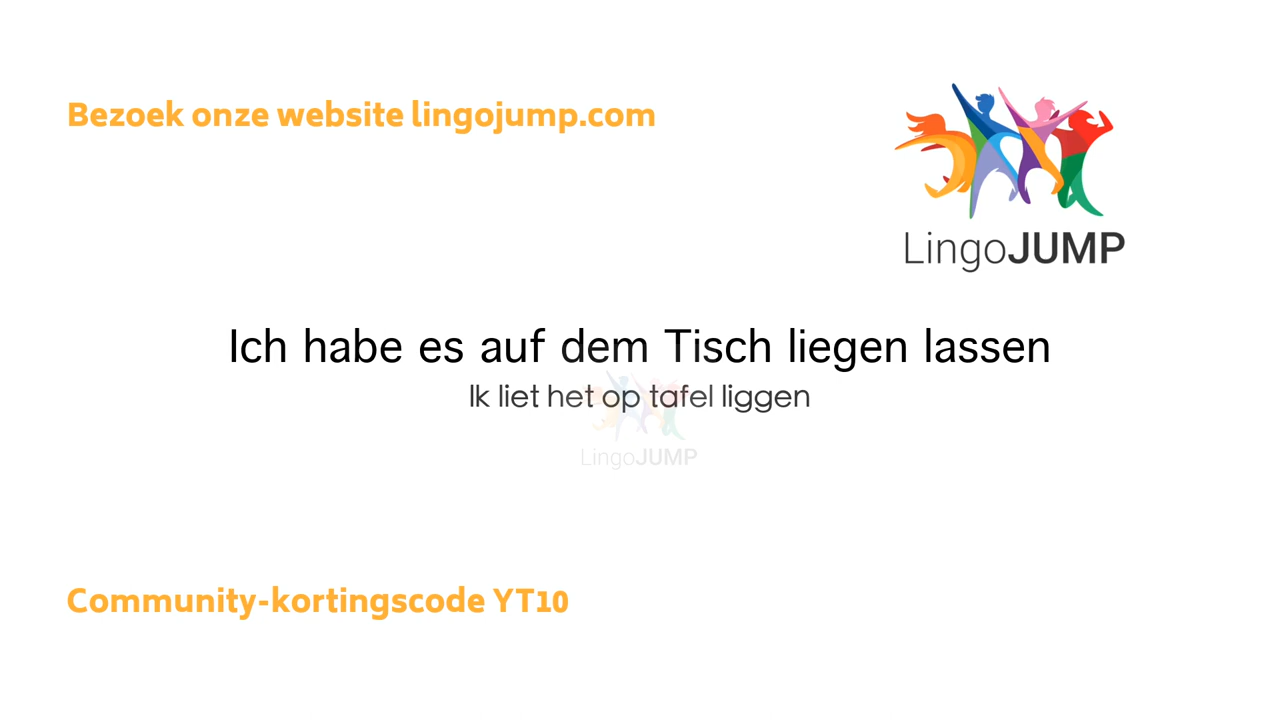 Bezoek onze website lingojump.com
LingoJUMP
Ich habe es auf dem Tisch liegen lassen
Ik liet het op tafel liggen
LingoJUMP
Community-kortingscode YT10